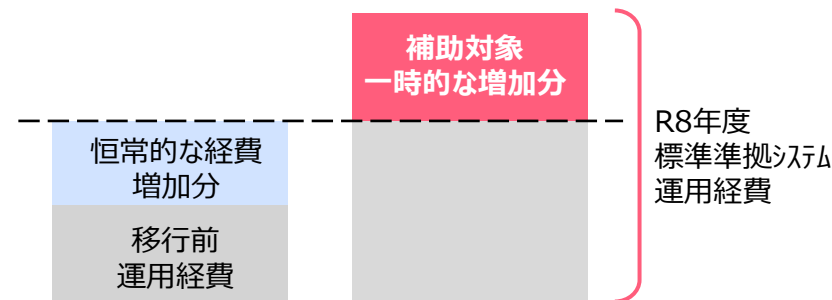 補助対象
一時的な増加分
恒常的な経費
増加分
移行前
運用経費
R8年度
標準準拠システム
運用経費